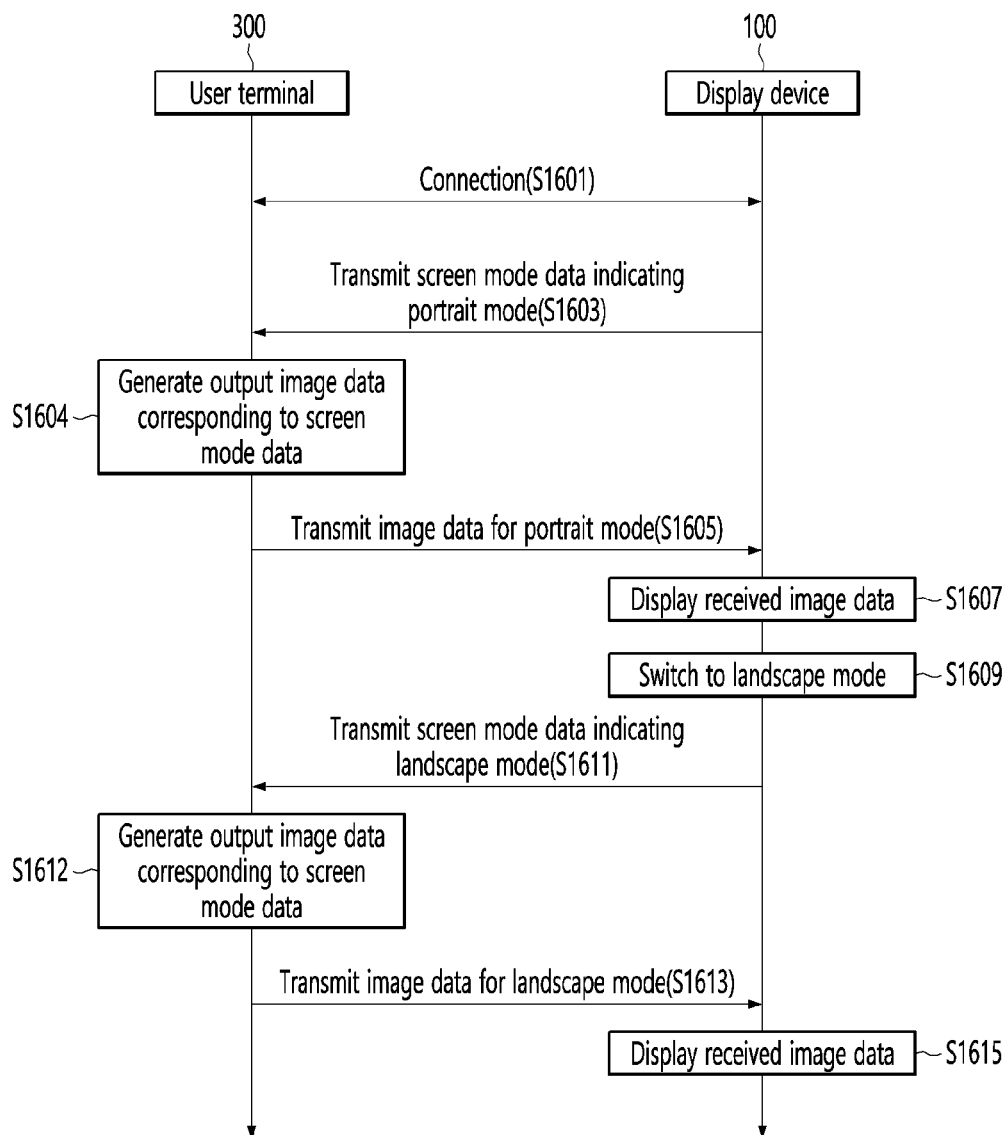 300
100
User terminal
Display device
Connection(S1601)
Transmit screen mode data indicating
portrait mode(S1603)
S1604
Generate output image data
corresponding to screen
mode data
Transmit image data for portrait mode(S1605)
Display received image data
S1607
Switch to landscape mode
S1609
Transmit screen mode data indicating
landscape mode(S1611)
S1612
Generate output image data
corresponding to screen
mode data
Transmit image data for landscape mode(S1613)
Display received image data
S1615